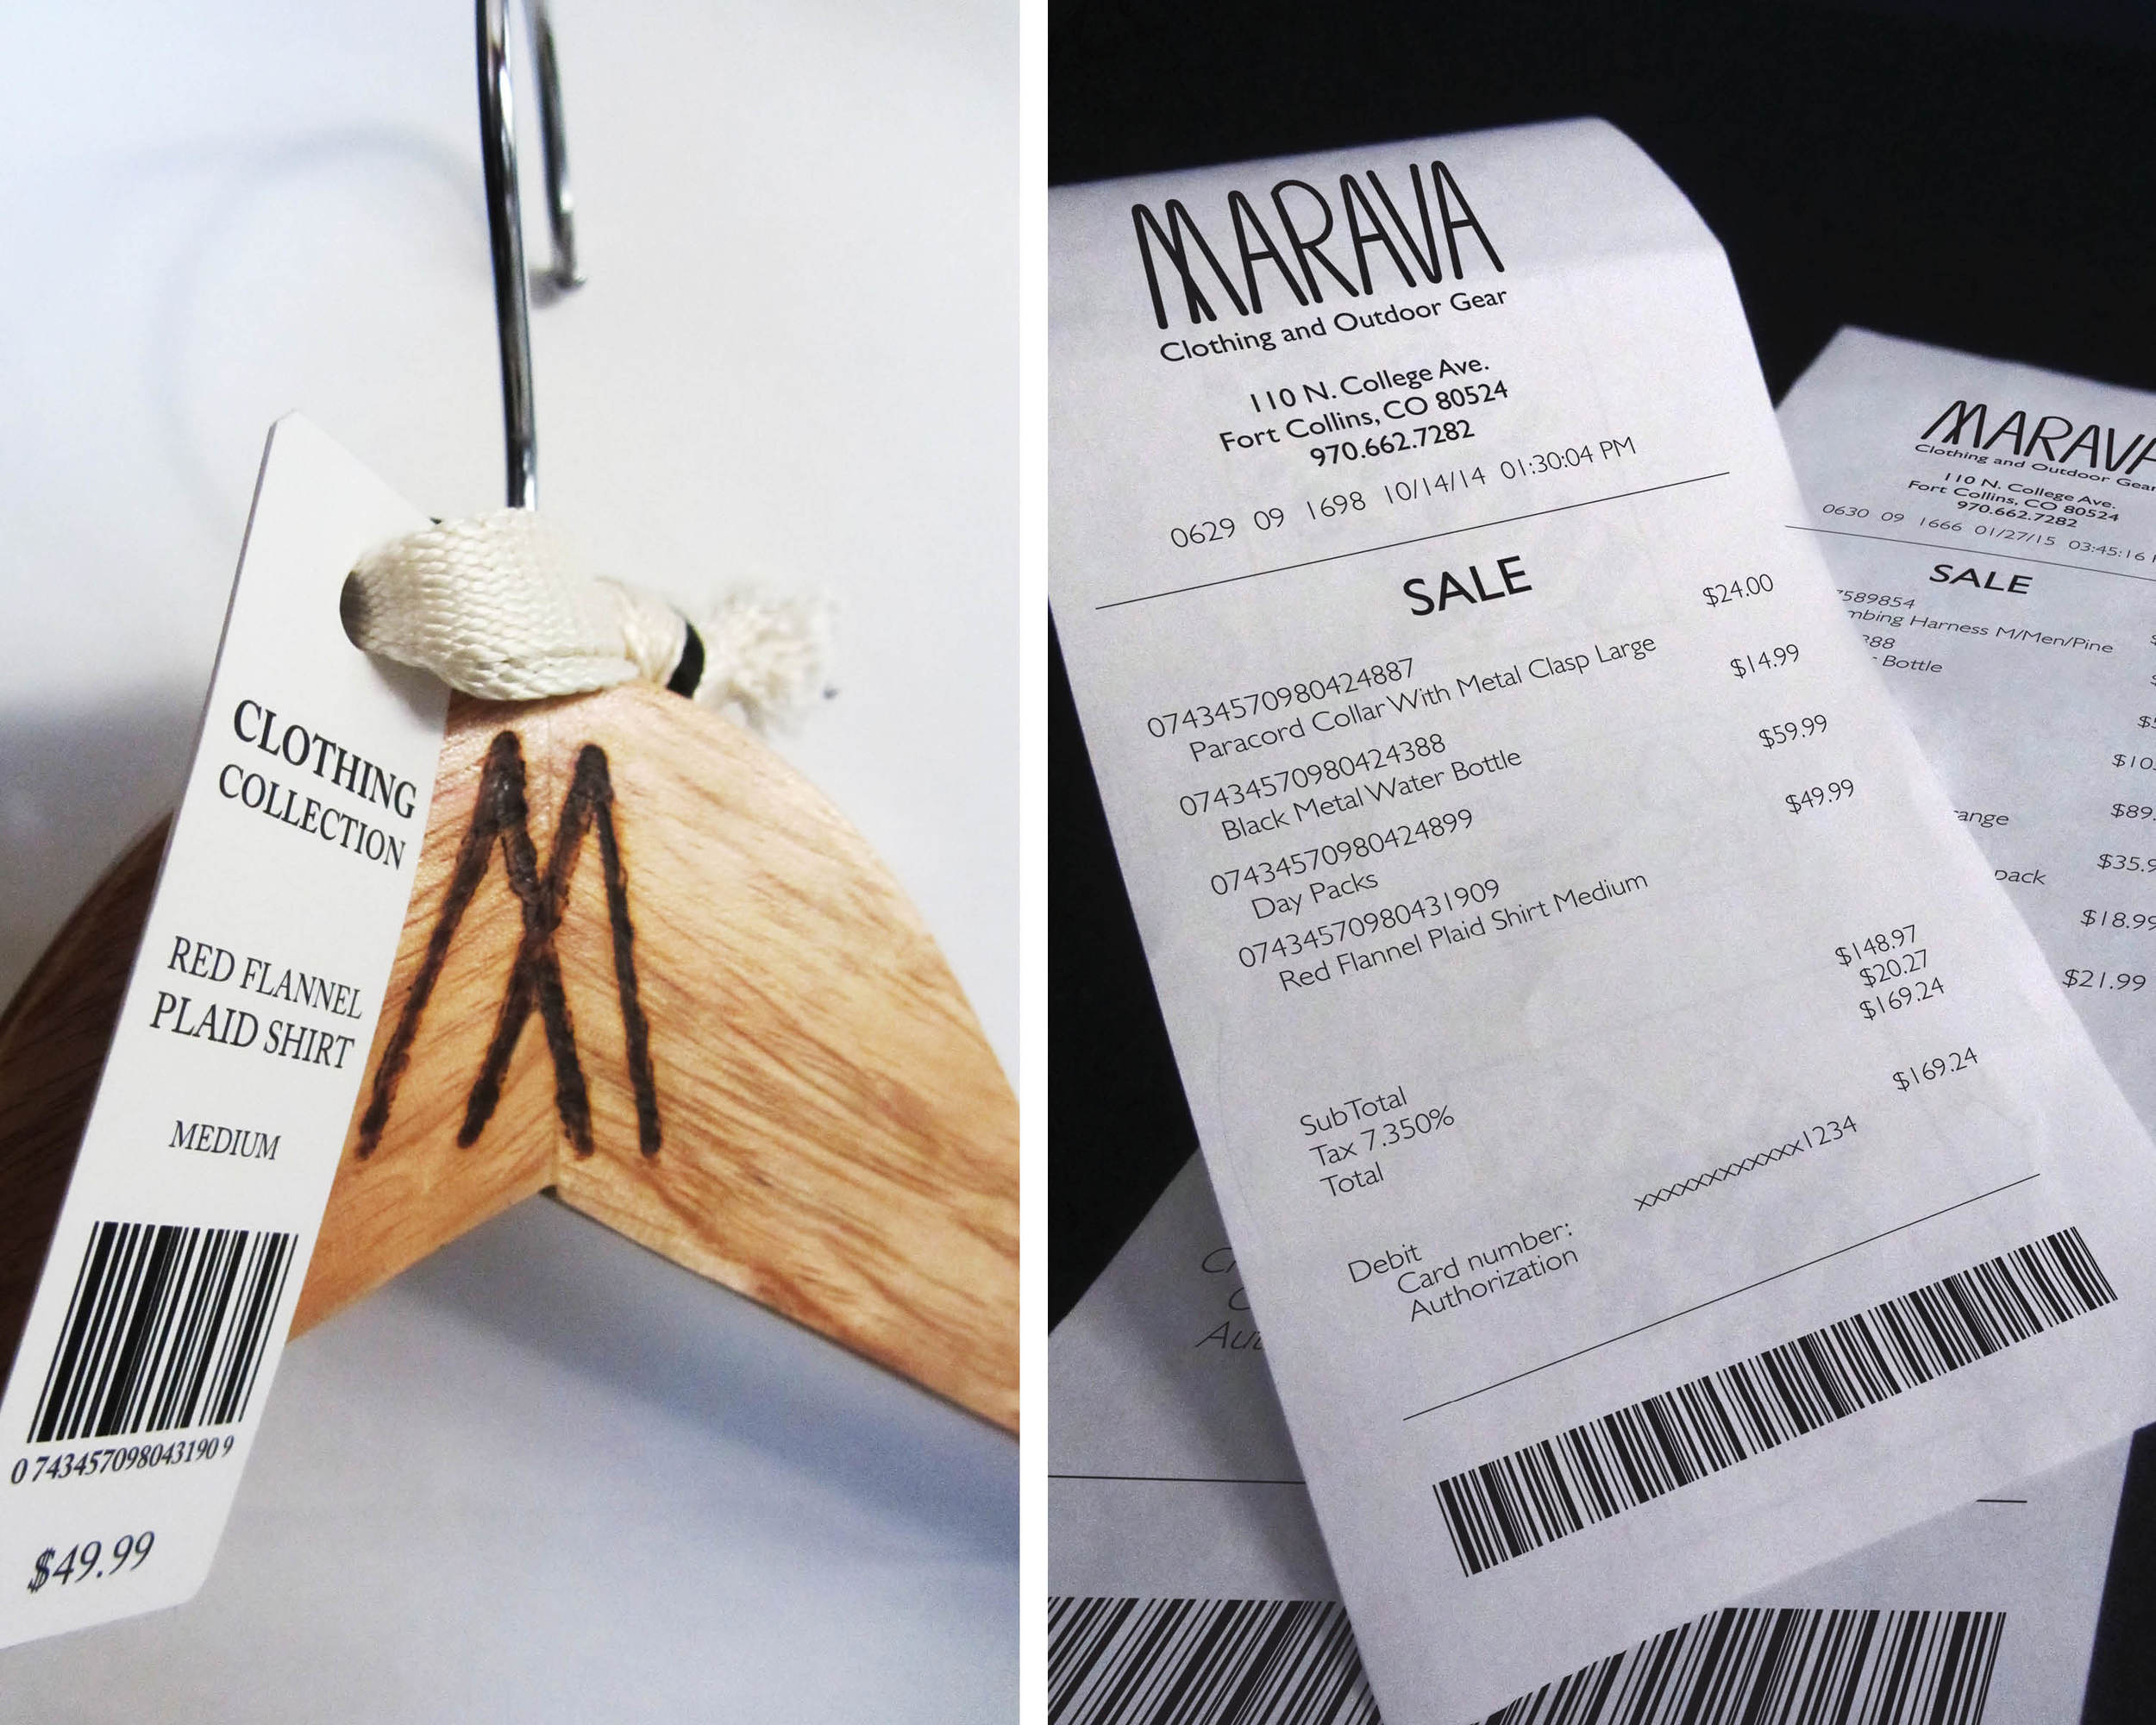 CLOTHING
COLLECTION
RED FLANNEL
PLAID SHIRT
MEDIUM
0 743457098043190 9
$49.99
M
MARAVA
Clothing and Outdoor Gear
110 N. College Ave.
Fort Collins, CO 80524
970.662.7282
0629 09 1698 10/14/14 01:30:04 PM
SALE
07434570980424887 $24.00
Paracord Collar With Metal Clasp Large
07434570980424388 $14.99
Black Metal Water Bottle
07434570980424899 $59.99
Day Packs
07434570980431909 $49.99
Red Flannel Plaid Shirt Medium
SubTotal $148.97
Tax 7.350% $20.27
Total $169.24
Debit $169.24
Card number: xxxxxxxxxxxx1234
Authorization
MARAVA
Clothing and Outdoor Gear
110 N. College Ave.
Fort Collins, CO 80524
970.662.7282
0630 09 1666 01/27/15 03:45:16
SALE
7589854
Harness M/Men/Pine
388
Bottle
$10.
$89.
$35.9
pack
$18.99
$21.99